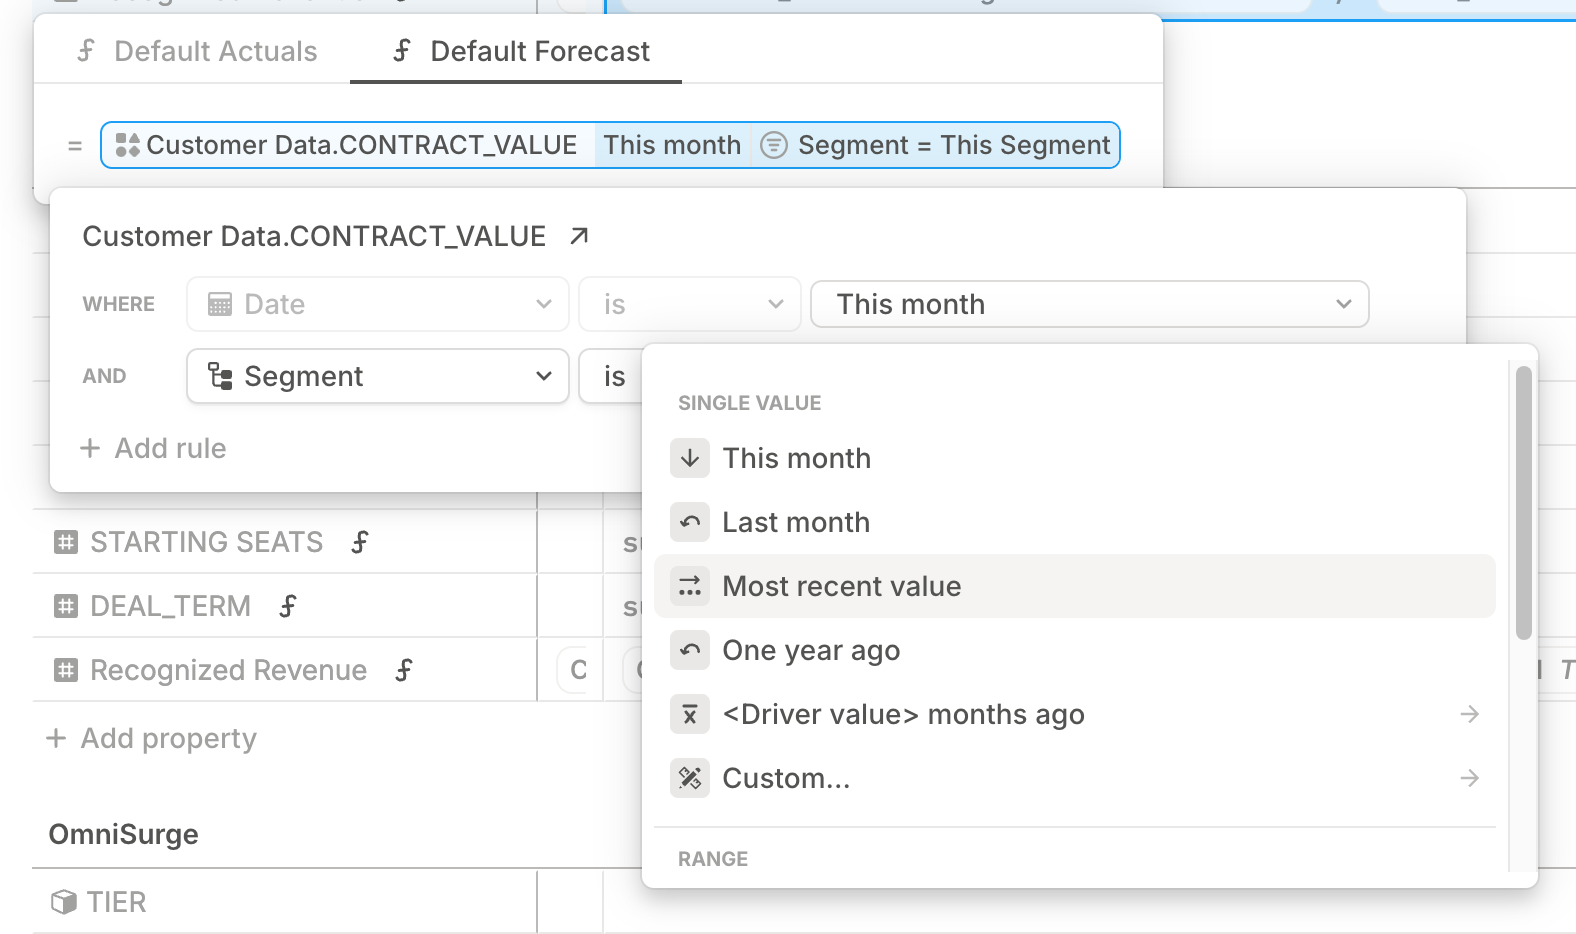 Default Actuals
Default Forecast
= Customer Data.CONTRACT_VALUE This month Segment = This Segment
Customer Data.CONTRACT_VALUE
WHERE Date is This month
AND Segment is
+ Add rule
SINGLE VALUE
This month
Last month
Most recent value
One year ago
<Driver value> months ago
Custom...
RANGE
STARTING SEATS
DEAL_TERM
Recognized Revenue
+ Add property
OmniSurge
TIER